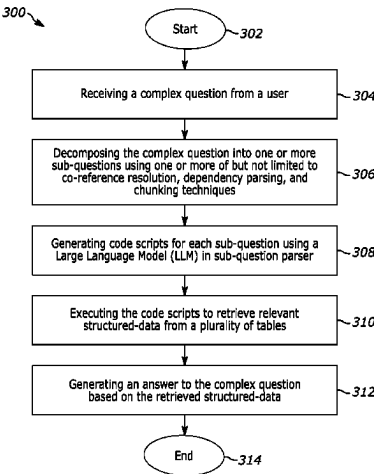 300
Start
302
Receiving a complex question from a user
304
Decomposing the complex question into one or more
sub-questions using one or more of but not limited to
co-reference resolution, dependency parsing, and
chunking techniques
306
Generating code scripts for each sub-question using a
Large Language Model (LLM) in sub-question parser
308
Executing the code scripts to retrieve relevant
structured-data from a plurality of tables
310
Generating an answer to the complex question
based on the retrieved structured-data
312
End
314